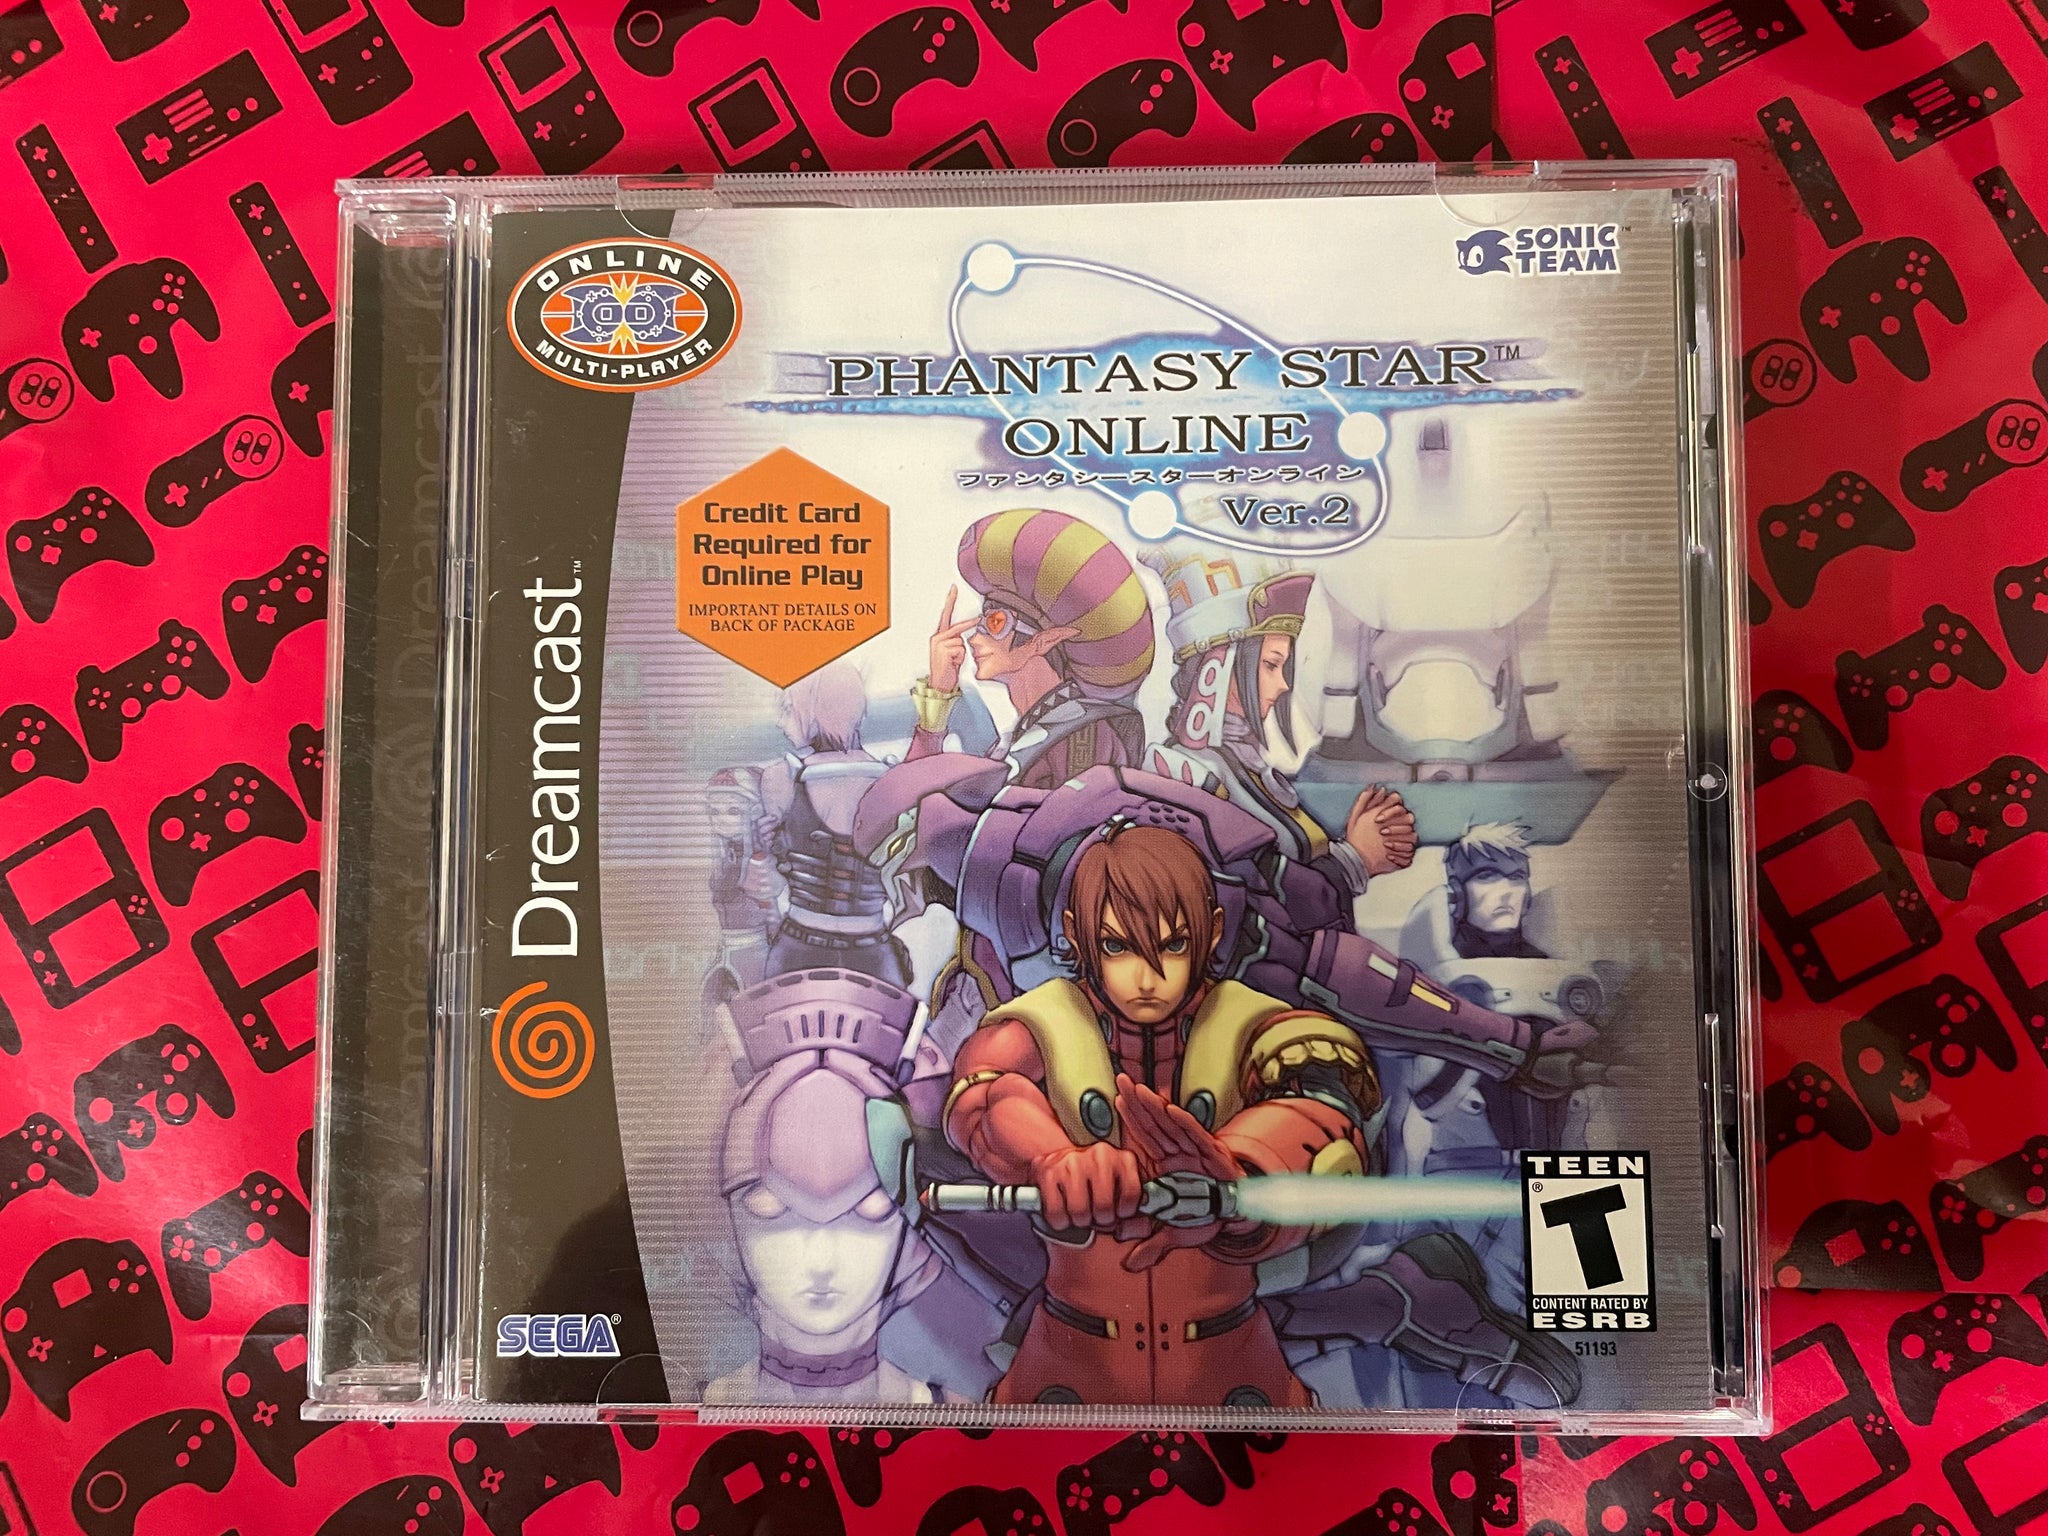 ONLINE
MULTI-PLAYER
SONIC
TEAM™
PHANTASY STAR™
ONLINE
ファンタシースターオンライン
Ver.2
Credit Card
Required for
Online Play
IMPORTANT DETAILS ON
BACK OF PACKAGE
Dreamcast™
Dreamcast
SEGA®
TEEN
®
T
CONTENT RATED BY
ESRB
51193